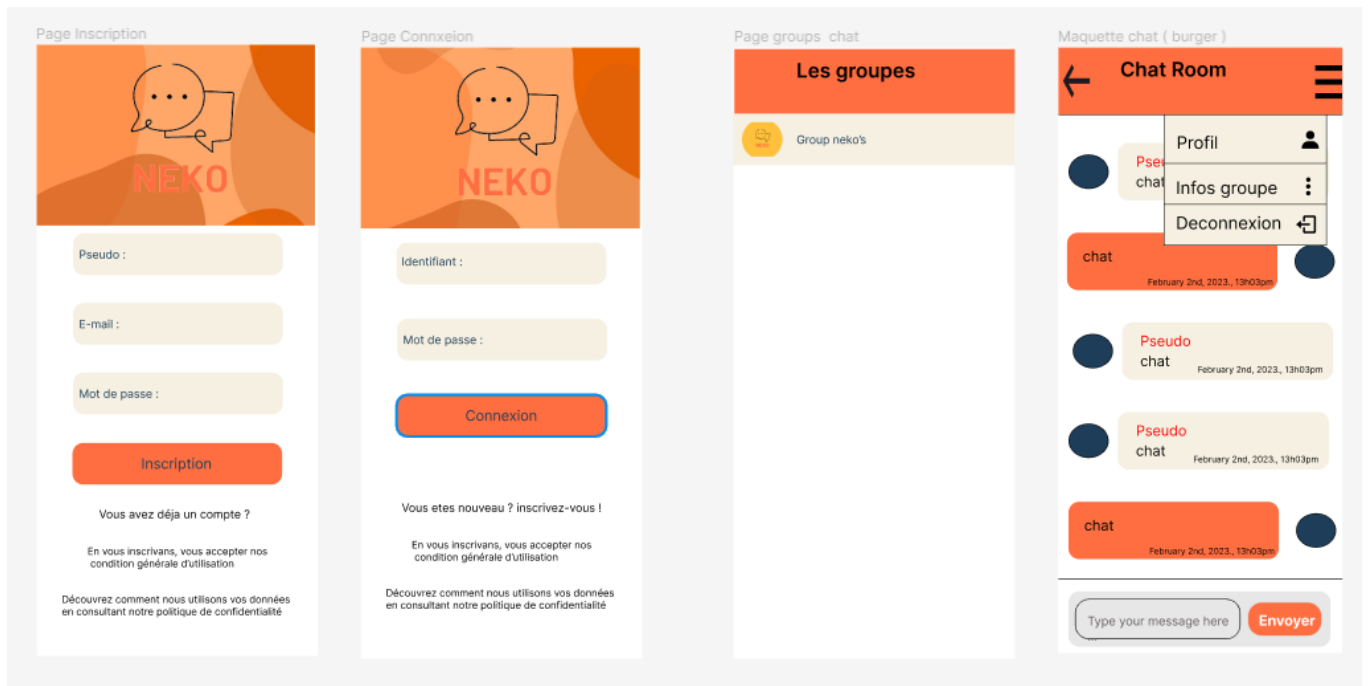 Page Inscription
NEKO
Pseudo :
E-mail :
Mot de passe :
Inscription
Vous avez déja un compte ?
En vous inscrivans, vous accepter nos
condition générale d'utilisation
Découvrez comment nous utilisons vos données
en consultant notre politique de confidentialité
Page Connxeion
NEKO
Identifiant :
Mot de passe :
Connexion
Vous etes nouveau ? inscrivez-vous !
En vous inscrivans, vous accepter nos
condition générale d'utilisation
Découvrez comment nous utilisons vos données
en consultant notre politique de confidentialité
Page groups chat
Les groupes
NEKO
Group neko's
Maquette chat ( burger )
Chat Room
Profil
Infos groupe
Deconnexion
Pse
chat
chat
February 2nd, 2023., 13h03pm
Pseudo
chat
February 2nd, 2023., 13h03pm
Pseudo
chat
February 2nd, 2023., 13h03pm
chat
February 2nd, 2023., 13h03pm
Type your message here
...
Envoyer